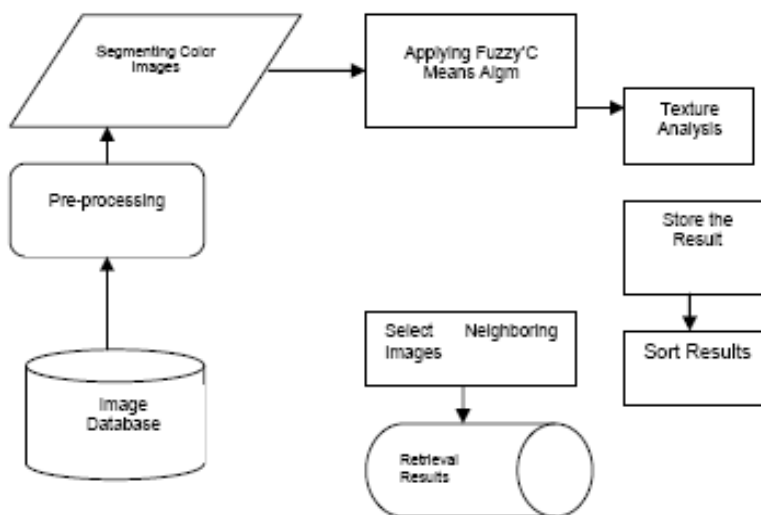 Segmenting Color
Images
Applying Fuzzy'C
Means Algm
Texture
Analysis
Pre-processing
Store the
Result
Select Neighboring
Images
Sort Results
Image
Database
Retrieval
Results